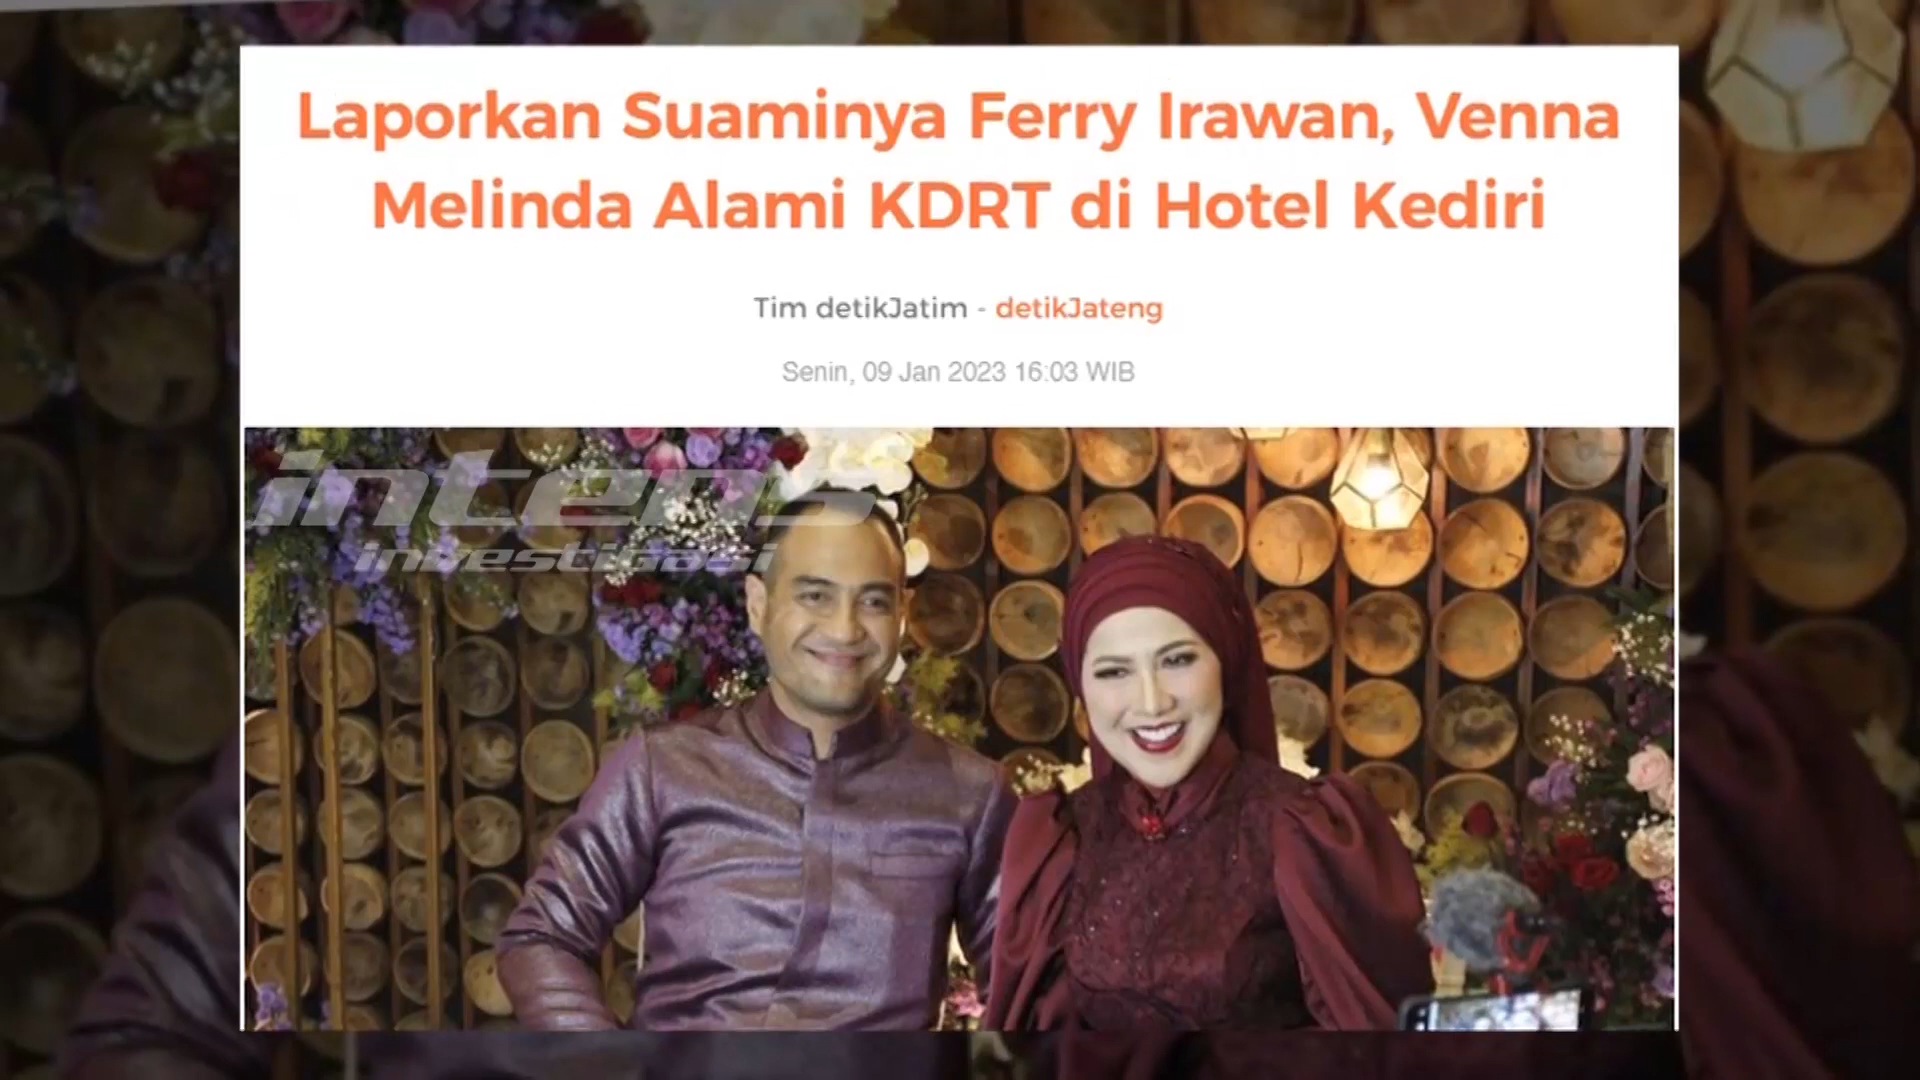 Laporkan Suaminya Ferry Irawan, Venna
Melinda Alami KDRT di Hotel Kediri
Tim detikJatim - detikJateng
Senin, 09 Jan 2023 16:03 WIB
intens
investigasi